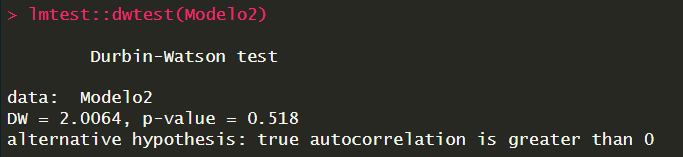 > lmtest::dwtest(Modelo2)
Durbin-Watson test
data:  Modelo2
DW = 2.0064, p-value = 0.518
alternative hypothesis: true autocorrelation is greater than 0